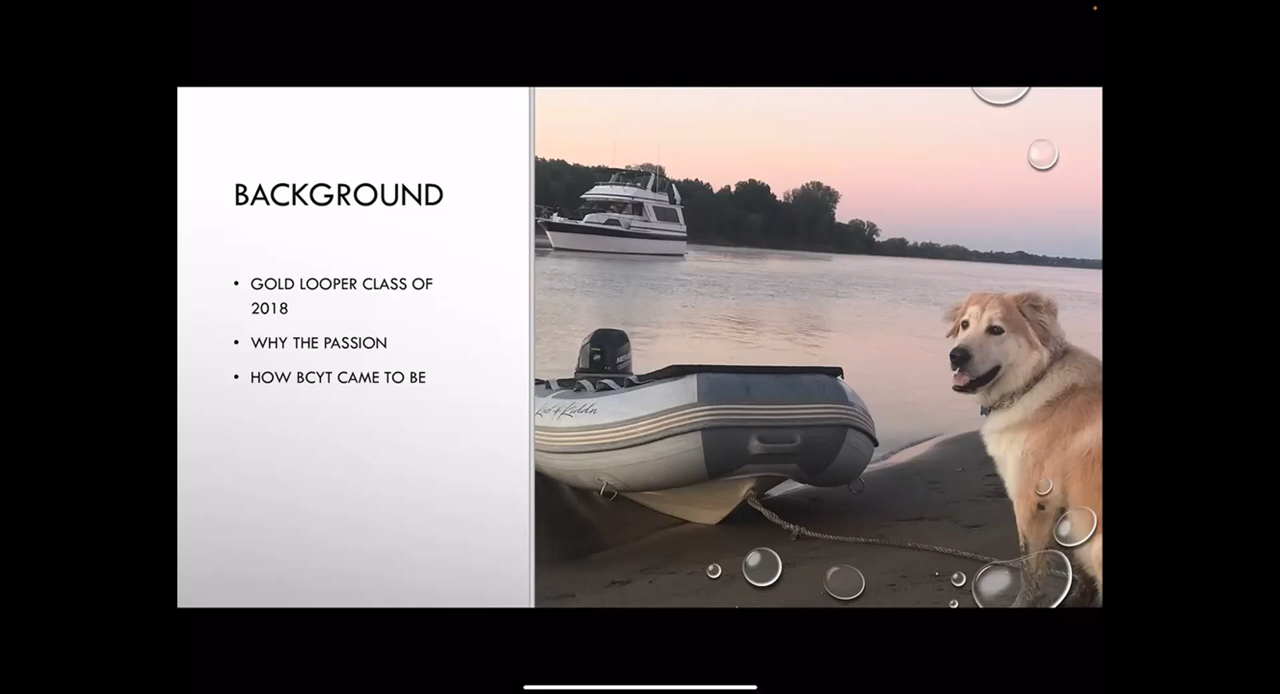 BACKGROUND
• GOLD LOOPER CLASS OF
2018
• WHY THE PASSION
• HOW BCYT CAME TO BE